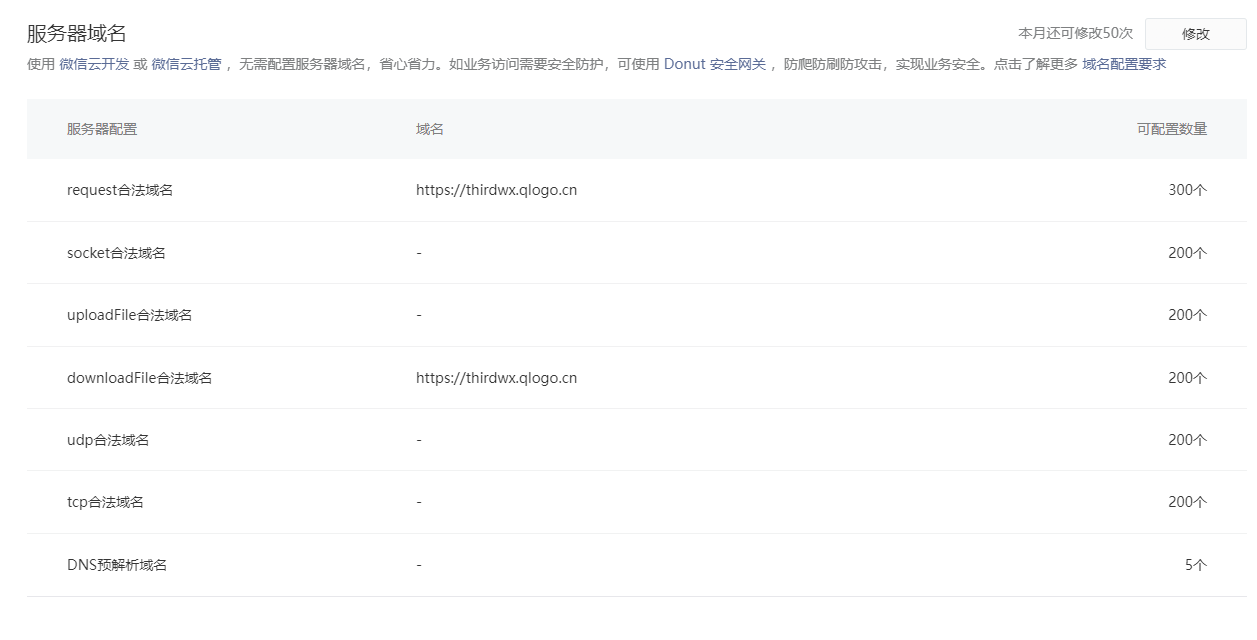 服务器域名
本月还可修改50次 修改
使用 微信云开发 或 微信云托管 ，无需配置服务器域名，省心省力。如业务访问需要安全防护，可使用 Donut 安全网关 ，防爬防刷防攻击，实现业务安全。点击了解更多 域名配置要求
服务器配置 域名 可配置数量
request合法域名 https://thirdwx.qlogo.cn 300个
socket合法域名 - 200个
uploadFile合法域名 - 200个
downloadFile合法域名 https://thirdwx.qlogo.cn 200个
udp合法域名 - 200个
tcp合法域名 - 200个
DNS预解析域名 - 5个